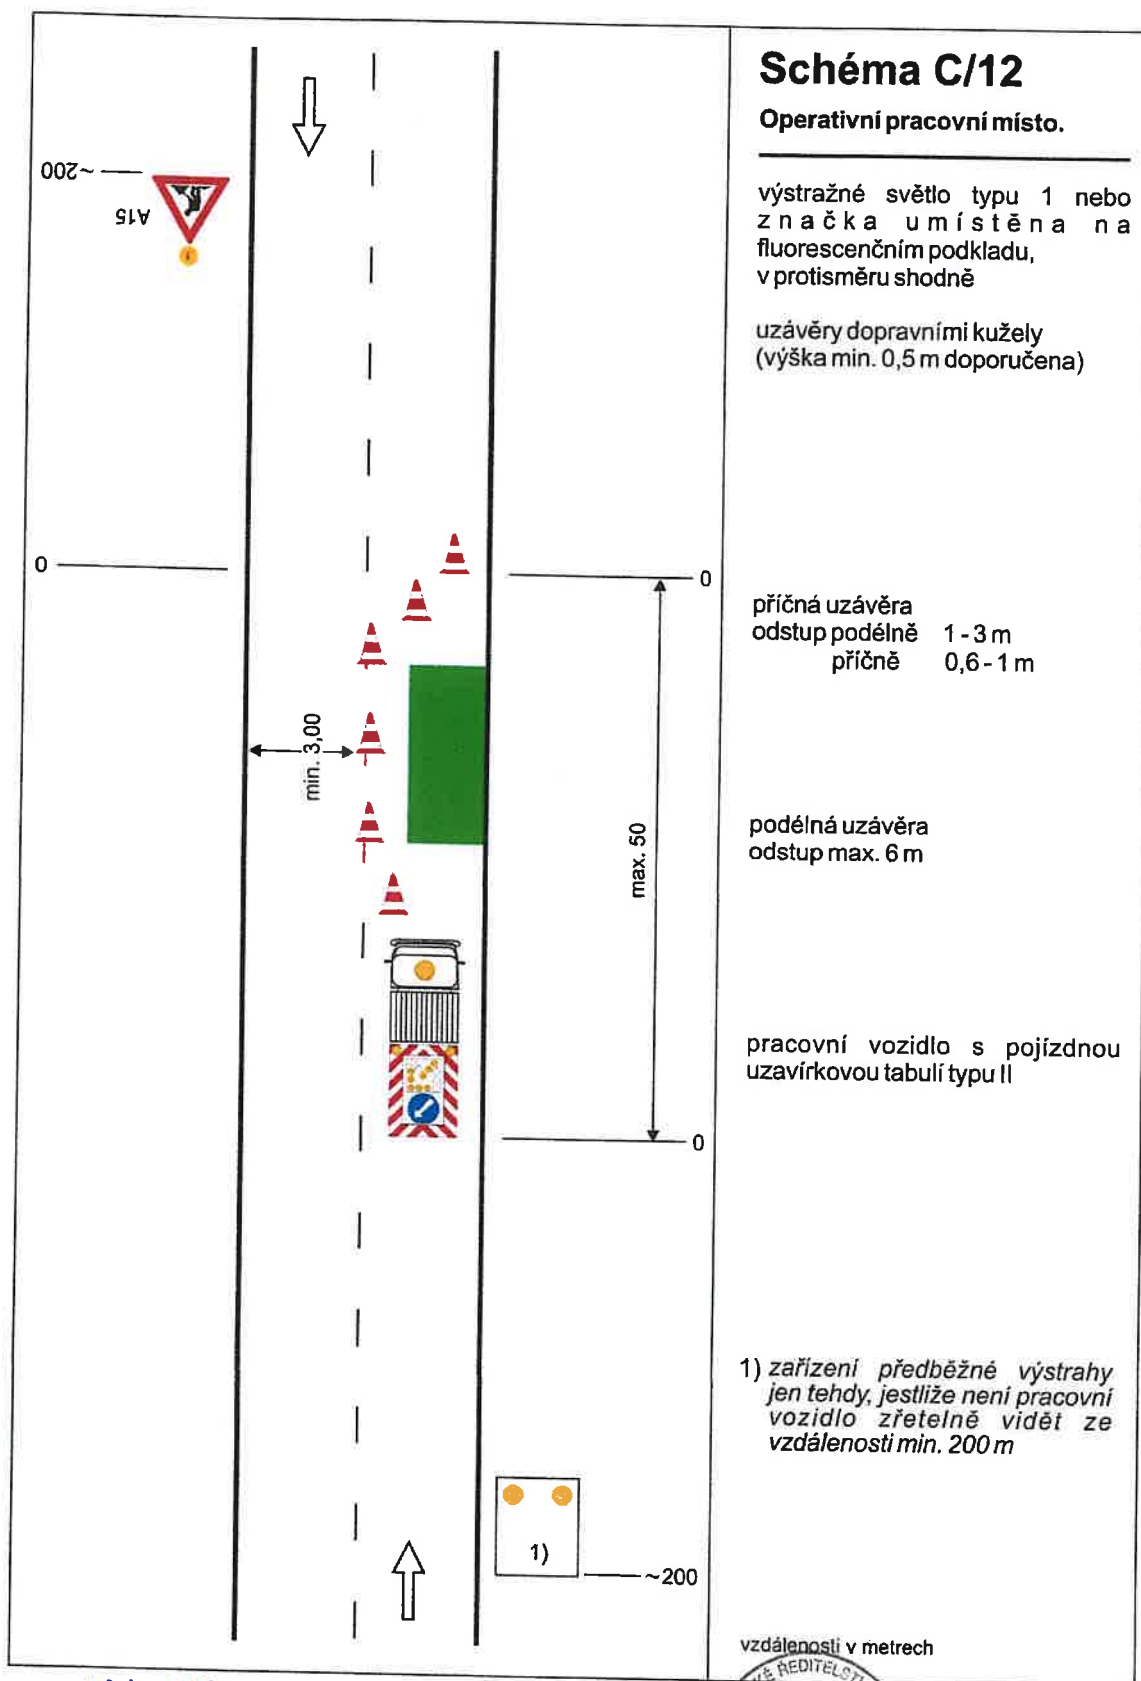 Schéma C/12
Operativní pracovní místo.
výstražné světlo typu 1 nebo
značka umístěna na
fluorescenčním podkladu,
v protisměru shodně
uzávěry dopravními kužely
(výška min. 0,5 m doporučena)
~200
A15
1
0
0
příčná uzávěra
odstup podélně 1 - 3 m
příčně 0,6 - 1 m
min. 3,00
max. 50
podélná uzávěra
odstup max. 6 m
pracovní vozidlo s pojízdnou
uzavírkovou tabulí typu II
0
1) zařízení předběžné výstrahy
jen tehdy, jestliže není pracovní
vozidlo zřetelně vidět ze
vzdálenosti min. 200 m
1)
~200
vzdálenosti v metrech
ŘEDITELSTV